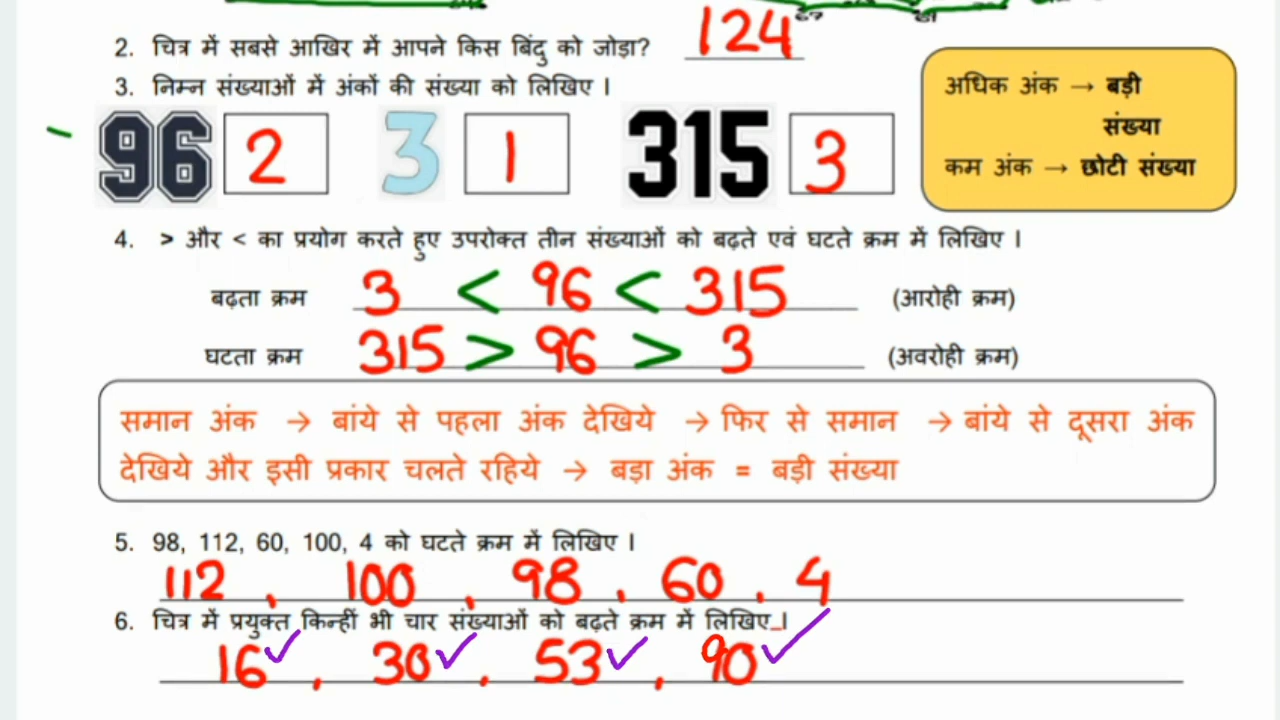 2. चित्र में सबसे आखिर में आपने किस बिंदु को जोड़ा? 124
3. निम्न संख्याओं में अंकों की संख्या को लिखिए ।
96 2 3 1 315 3
अधिक अंक → बड़ी
संख्या
कम अंक → छोटी संख्या
4. > और < का प्रयोग करते हुए उपरोक्त तीन संख्याओं को बढ़ते एवं घटते क्रम में लिखिए ।
बढ़ता क्रम 3 < 96 < 315 (आरोही क्रम)
घटता क्रम 315 > 96 > 3 (अवरोही क्रम)
समान अंक → बांये से पहला अंक देखिये → फिर से समान → बांये से दूसरा अंक
देखिये और इसी प्रकार चलते रहिये → बड़ा अंक = बड़ी संख्या
5. 98, 112, 60, 100, 4 को घटते क्रम में लिखिए ।
112, 100, 98, 60, 4
6. चित्र में प्रयुक्त किन्हीं भी चार संख्याओं को बढ़ते क्रम में लिखिए ।
16, 30, 53, 90